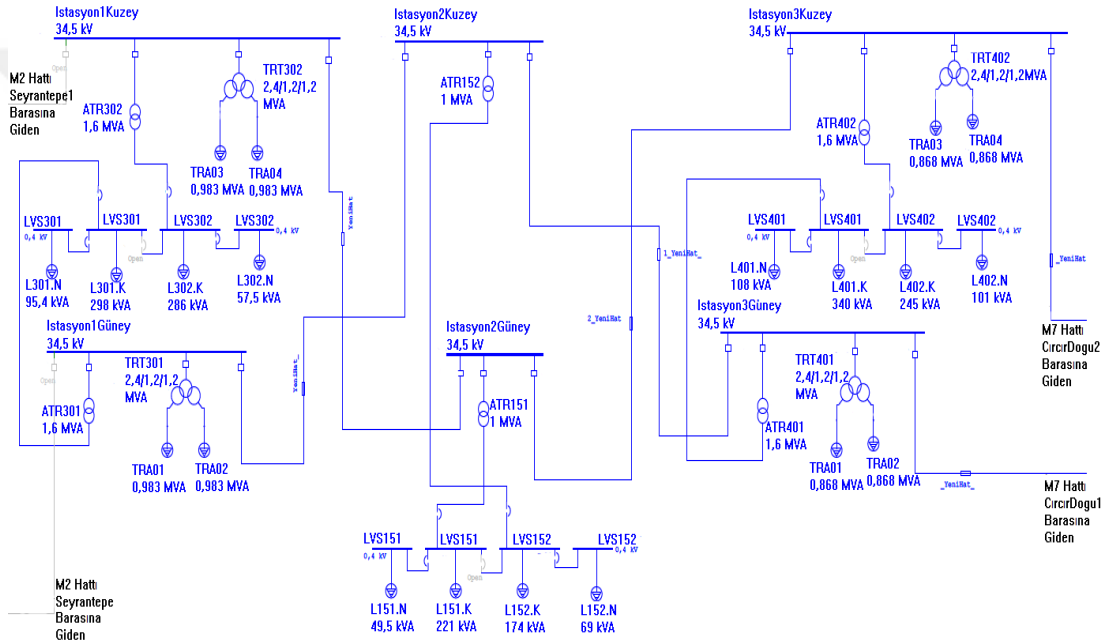 Istasyon1Kuzey
34,5 kV
Open
M2 Hattı
Seyrantepe1
Barasına
Giden
ATR302
1,6 MVA
TRT302
2,4/1,2/1,2
MVA
TRA03
0,983 MVA
TRA04
0,983 MVA
YeniHat
LVS301
0,4 kV
LVS301
LVS302
LVS302
0,4 kV
Open
L301.N
95,4 kVA
L301.K
298 kVA
L302.K
286 kVA
L302.N
57,5 kVA
Istasyon1Güney
34,5 kV
Open
ATR301
1,6 MVA
TRT301
2,4/1,2/1,2
MVA
TRA01
0,983 MVA
TRA02
0,983 MVA
YeniHat_
M2 Hattı
Seyrantepe
Barasına
Giden
Istasyon2Kuzey
34,5 kV
ATR152
1 MVA
Istasyon2Güney
34,5 kV
ATR151
1 MVA
2_YeniHat_
1_YeniHat_
LVS151
0,4 kV
LVS151
LVS152
LVS152
0,4 kV
Open
L151.N
49,5 kVA
L151.K
221 kVA
L152.K
174 kVA
L152.N
69 kVA
Istasyon3Kuzey
34,5 kV
ATR402
1,6 MVA
TRT402
2,4/1,2/1,2MVA
TRA03
0,868 MVA
TRA04
0,868 MVA
LVS401
0,4 kV
LVS401
LVS402
LVS402
0,4 kV
Open
L401.N
108 kVA
L401.K
340 kVA
L402.K
245 kVA
L402.N
101 kVA
_YeniHat_
M7 Hattı
CırcırDogu2
Barasına
Giden
Istasyon3Güney
34,5 kV
ATR401
1,6 MVA
TRT401
2,4/1,2/1,2
MVA
TRA01
0,868 MVA
TRA02
0,868 MVA
_YeniHat_
M7 Hattı
CırcırDogu1
Barasına
Giden